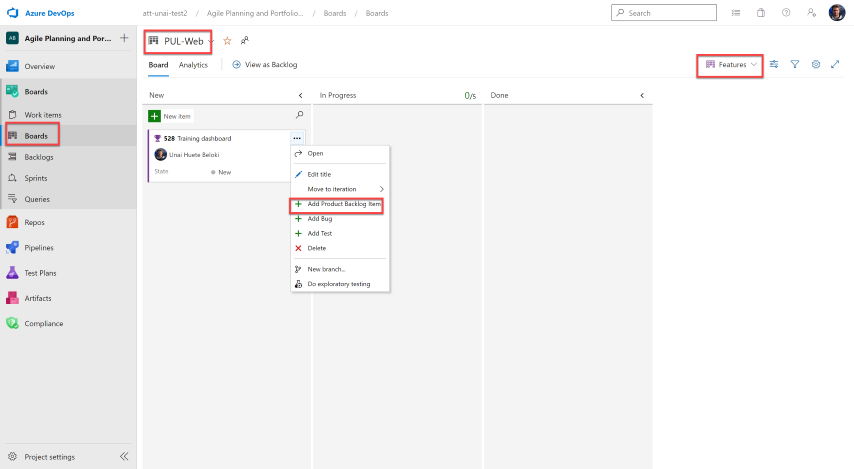 Azure DevOps
att-unai-test2 / Agile Planning and Portfolio... / Boards / Boards
Search
AB Agile Planning and Por...
PUL-Web
Board Analytics View as Backlog
Features
Overview
Boards
Work items
Boards
Backlogs
Sprints
Queries
Repos
Pipelines
Test Plans
Artifacts
Compliance
Project settings
New
In Progress 0/5
Done
New item
528 Training dashboard
Unai Huete Beloki
State New
Open
Edit title
Move to iteration
Add Product Backlog Item
Add Bug
Add Test
Delete
New branch...
Do exploratory testing